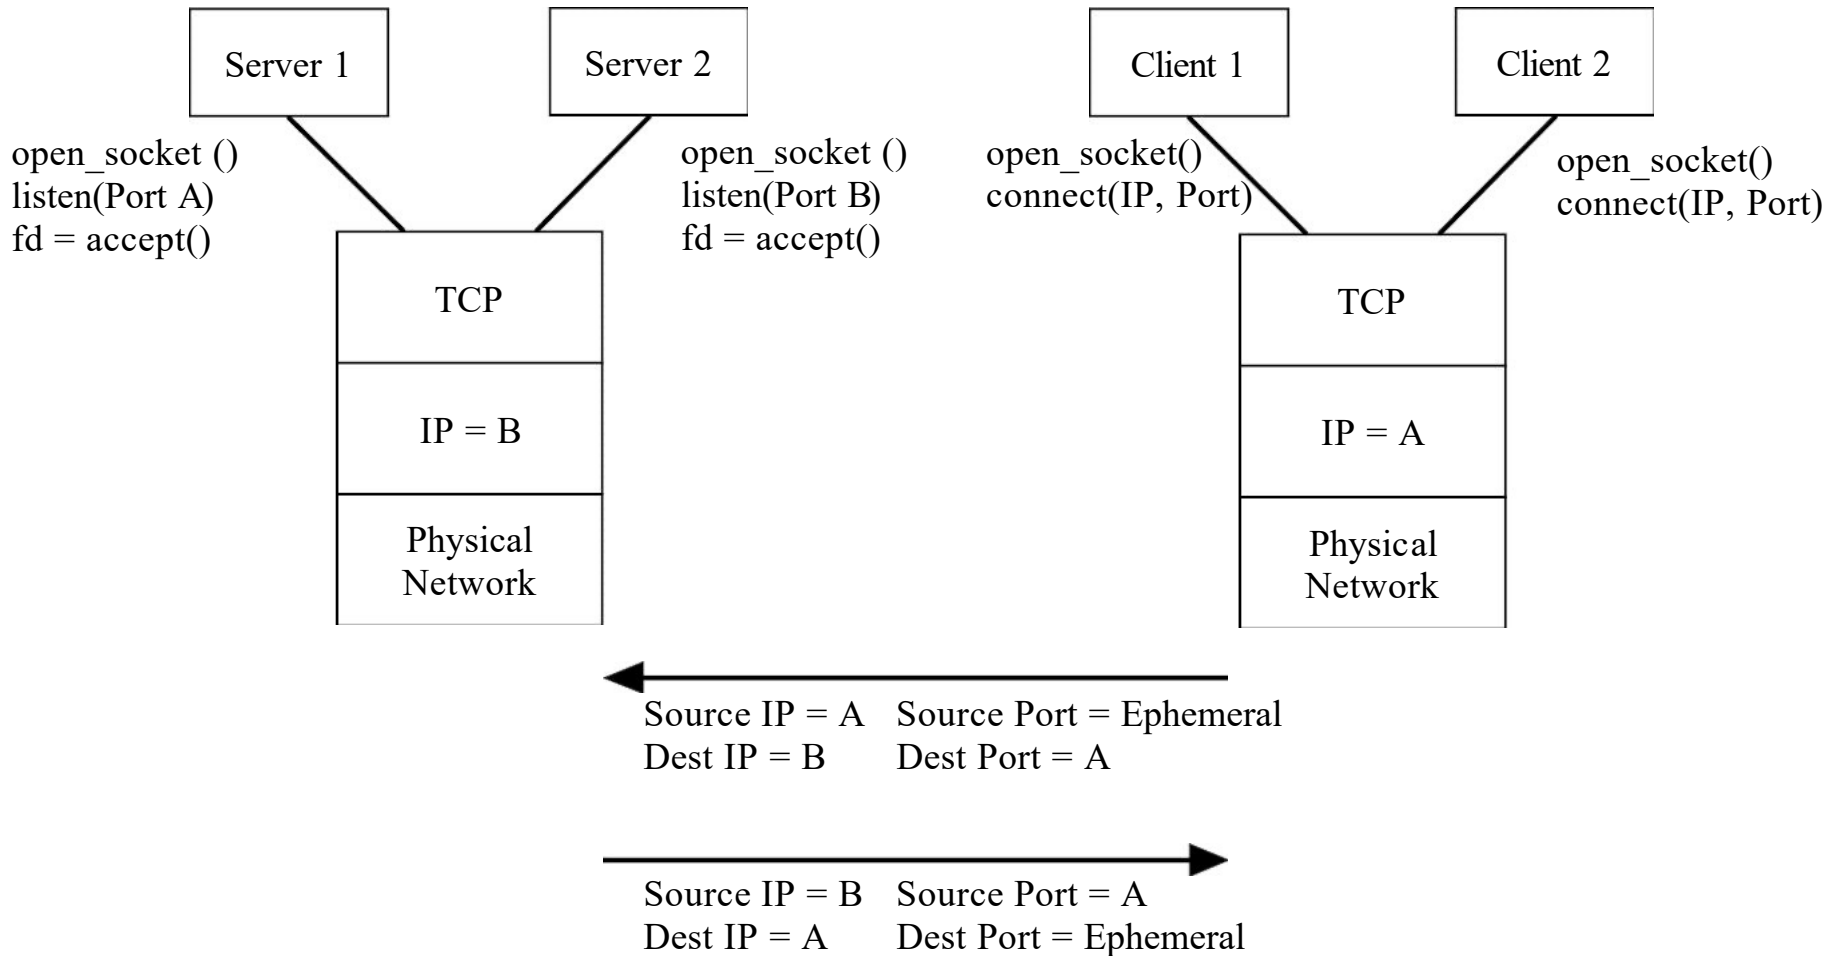 Server 1
Server 2
Client 1
Client 2
open_socket ()
listen(Port A)
fd = accept()
open_socket ()
listen(Port B)
fd = accept()
open_socket()
connect(IP, Port)
open_socket()
connect(IP, Port)
TCP
IP = B
Physical
Network
TCP
IP = A
Physical
Network
Source IP = A Source Port = Ephemeral
Dest IP = B Dest Port = A
Source IP = B Source Port = A
Dest IP = A Dest Port = Ephemeral